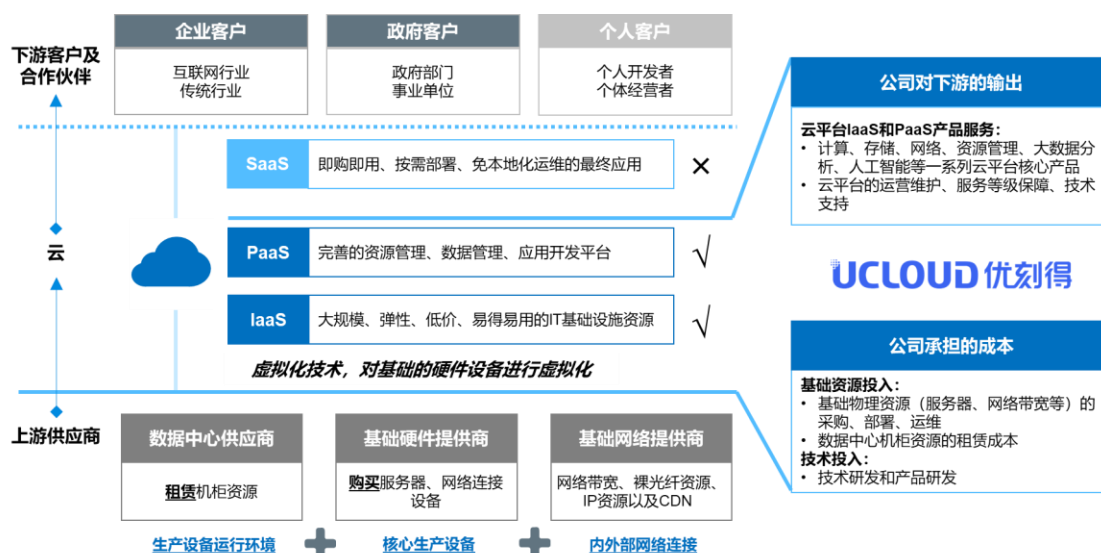 企业客户
政府客户
个人客户
下游客户及
合作伙伴
互联网行业
传统行业
政府部门
事业单位
个人开发者
个体经营者
SaaS
即购即用、按需部署、免本地化运维的最终应用
×
云
PaaS
完善的资源管理、数据管理、应用开发平台
√
IaaS
大规模、弹性、低价、易得易用的IT基础设施资源
√
虚拟化技术，对基础的硬件设备进行虚拟化
上游供应商
数据中心供应商
基础硬件提供商
基础网络提供商
租赁机柜资源
购买服务器、网络连接
设备
网络带宽、裸光纤资源、
IP资源以及CDN
生产设备运行环境
核心生产设备
内外部网络连接
公司对下游的输出
云平台IaaS和PaaS产品服务：
• 计算、存储、网络、资源管理、大数据分
析、人工智能等一系列云平台核心产品
• 云平台的运营维护、服务等级保障、技术
支持
UCLOUD优刻得
公司承担的成本
基础资源投入：
• 基础物理资源（服务器、网络带宽等）的
采购、部署、运维
• 数据中心机柜资源的租赁成本
技术投入：
• 技术研发和产品研发